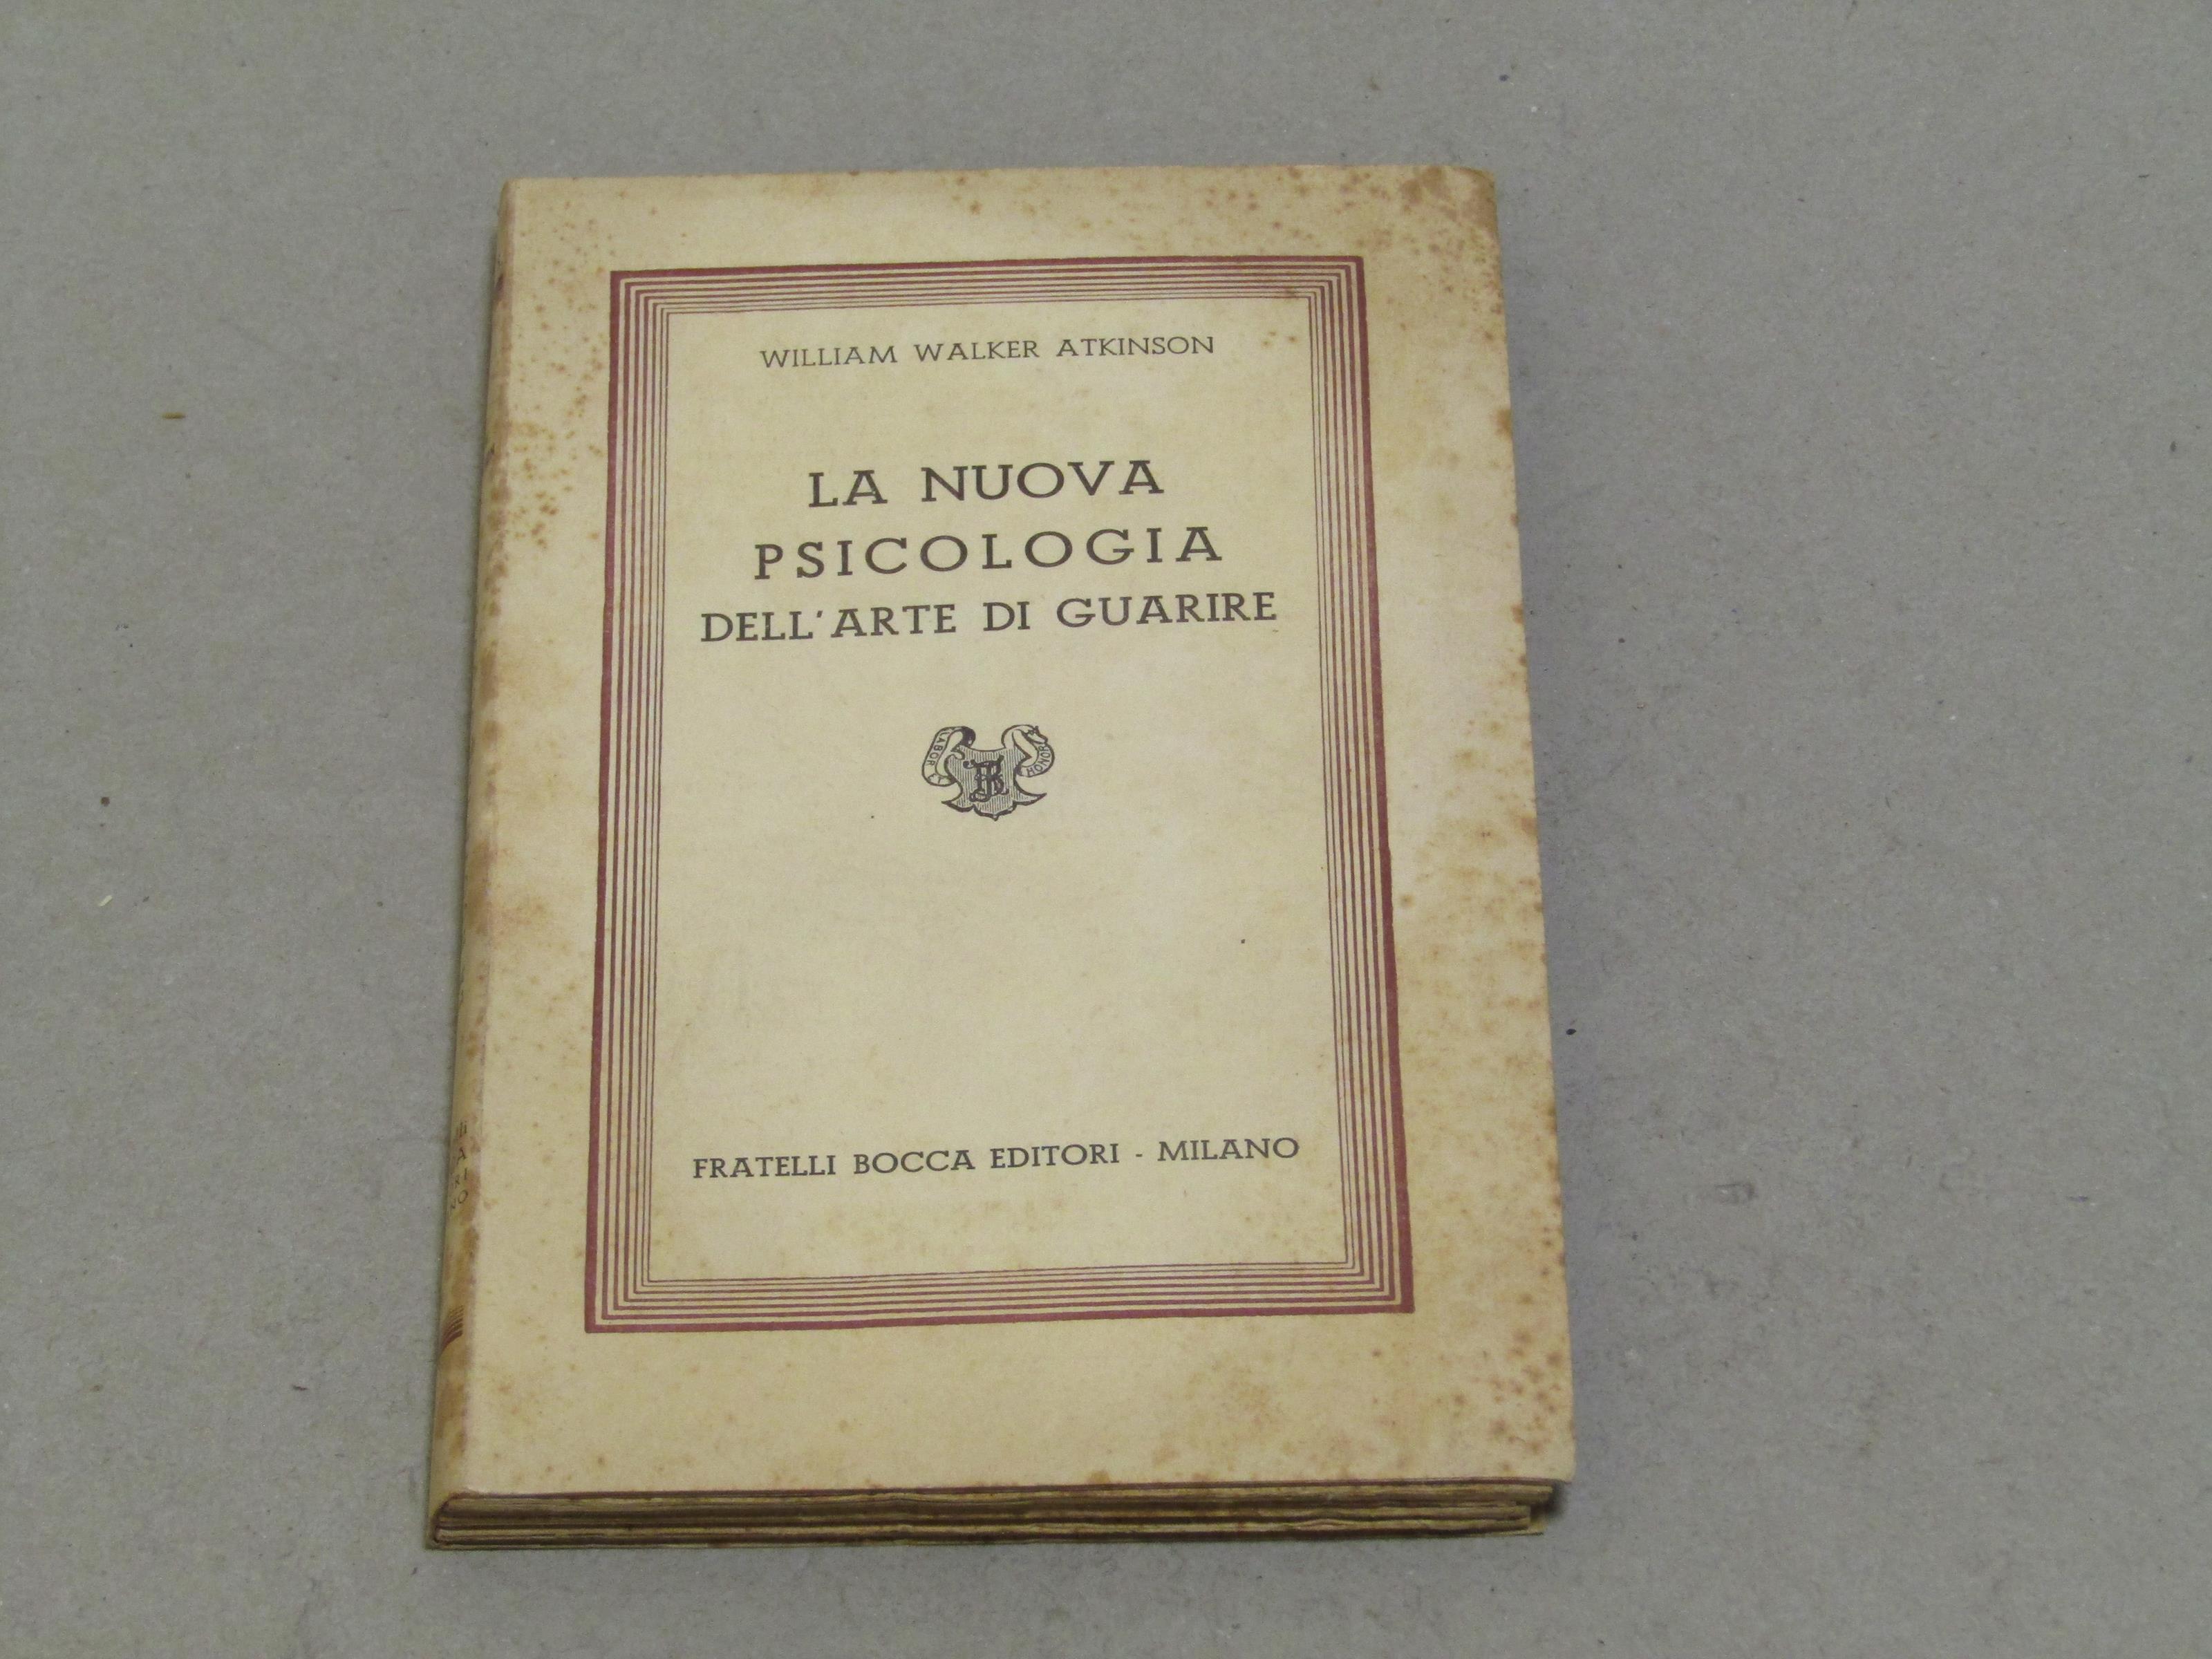 WILLIAM WALKER ATKINSON
LA NUOVA
PSICOLOGIA
DELL'ARTE DI GUARIRE
LABOR
HONOR
FRATELLI BOCCA EDITORI - MILANO